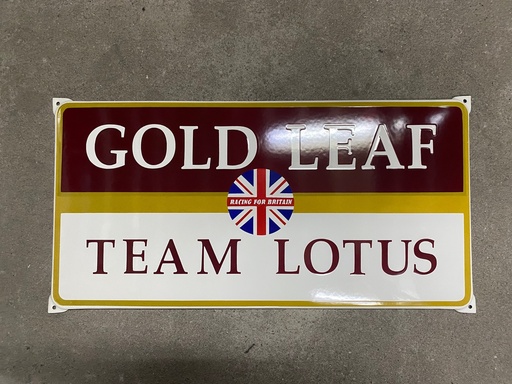 GOLD LEAF
RACING FOR BRITAIN
TEAM LOTUS